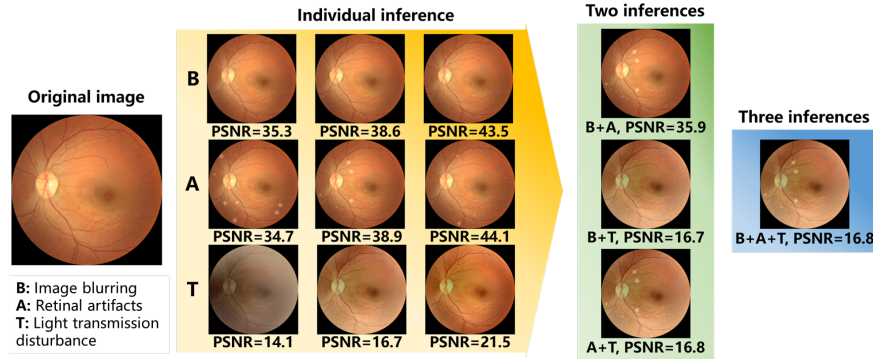 Individual inference
Two inferences
Three inferences
Original image
B
PSNR=35.3
PSNR=38.6
PSNR=43.5
A
PSNR=34.7
PSNR=38.9
PSNR=44.1
T
PSNR=14.1
PSNR=16.7
PSNR=21.5
B+A, PSNR=35.9
B+T, PSNR=16.7
A+T, PSNR=16.8
B+A+T, PSNR=16.8
B: Image blurring
A: Retinal artifacts
T: Light transmission
disturbance